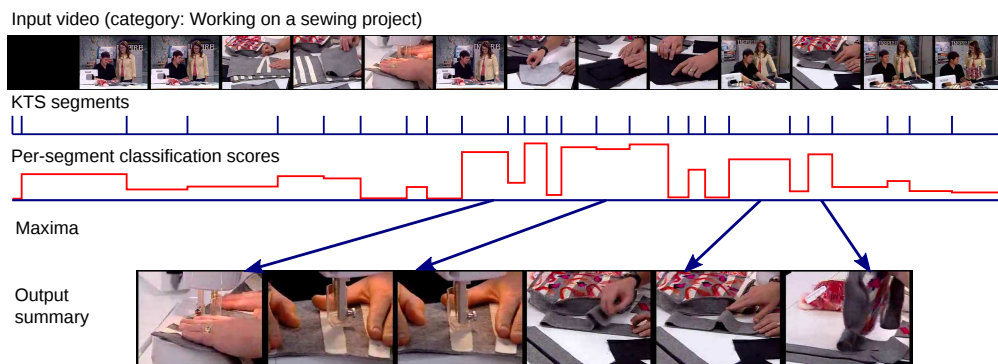 Input video (category: Working on a sewing project)
KTS segments
Per-segment classification scores
Maxima
Output
summary